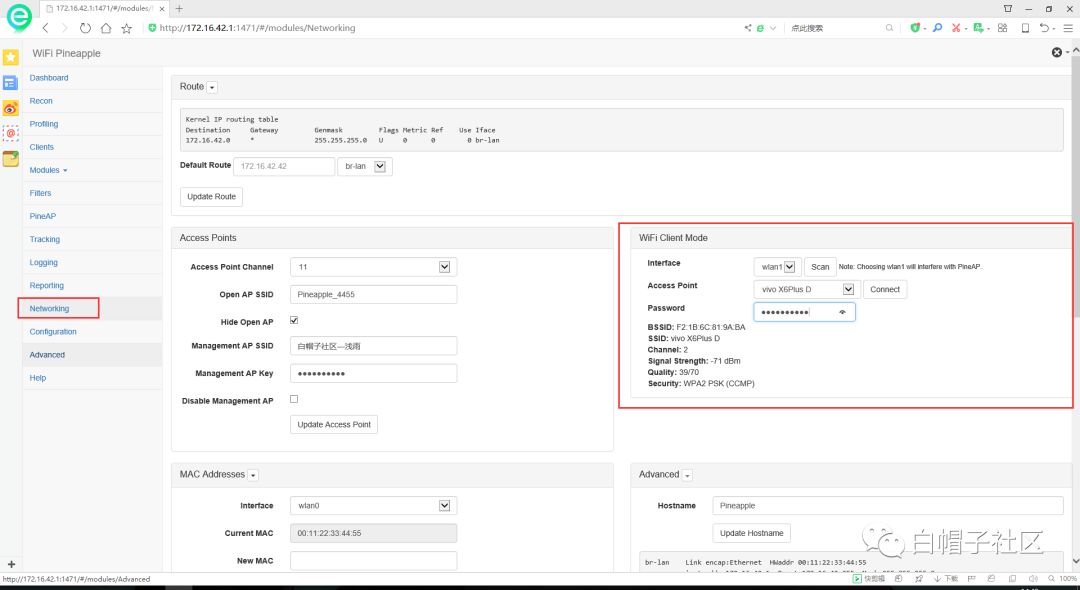 172.16.42.1:1471/#/modules/
http://172.16.42.1:1471/#/modules/Networking
点此搜索
WiFi Pineapple
Dashboard
Recon
Profiling
Clients
Modules
Filters
PineAP
Tracking
Logging
Reporting
Networking
Configuration
Advanced
Help
Route
Kernel IP routing table
Destination Gateway Genmask Flags Metric Ref Use Iface
172.16.42.0 * 255.255.255.0 U 0 0 0 br-lan
Default Route 172.16.42.42 br-lan
Update Route
Access Points
Access Point Channel 11
Open AP SSID Pineapple_4455
Hide Open AP
Management AP SSID 白帽子社区—浅雨
Management AP Key ••••••••••
Disable Management AP
Update Access Point
WiFi Client Mode
Interface wlan1 Scan Note: Choosing wlan1 will interfere with PineAP.
Access Point vivo X6Plus D Connect
Password ••••••••••
BSSID: F2:1B:6C:81:9A:BA
SSID: vivo X6Plus D
Channel: 2
Signal Strength: -71 dBm
Quality: 39/70
Security: WPA2 PSK (CCMP)
MAC Addresses
Interface wlan0
Current MAC 00:11:22:33:44:55
New MAC
Advanced
Hostname Pineapple
Update Hostname
br-lan Link encap:Ethernet HWaddr 00:11:22:33:44:55
白帽子社区
http://172.16.42.1:1471/#/modules/Advanced
快剪辑
下载
100%